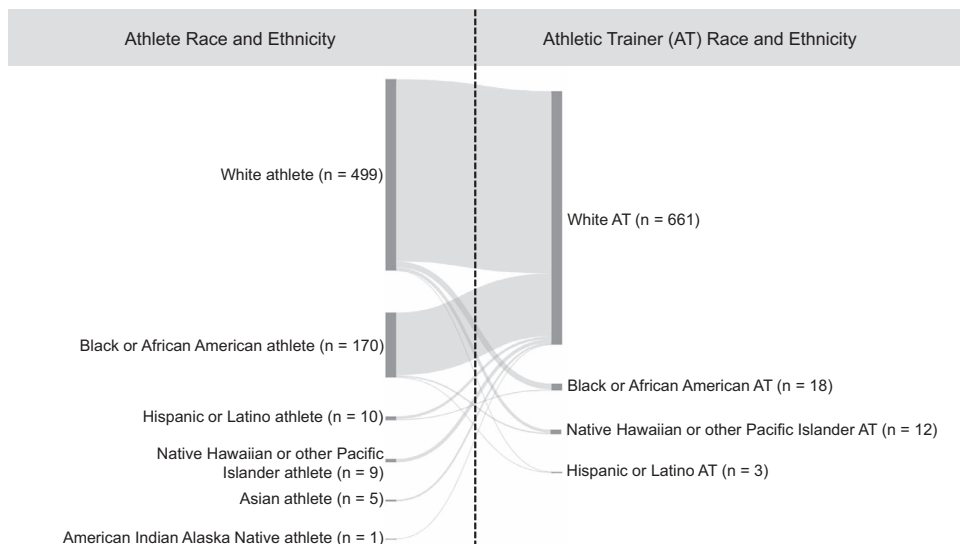 Athlete Race and Ethnicity
Athletic Trainer (AT) Race and Ethnicity
White athlete (n = 499)
White AT (n = 661)
Black or African American athlete (n = 170)
Black or African American AT (n = 18)
Hispanic or Latino athlete (n = 10)
Native Hawaiian or other Pacific Islander AT (n = 12)
Native Hawaiian or other Pacific
Islander athlete (n = 9)
Hispanic or Latino AT (n = 3)
Asian athlete (n = 5)
American Indian Alaska Native athlete (n = 1)